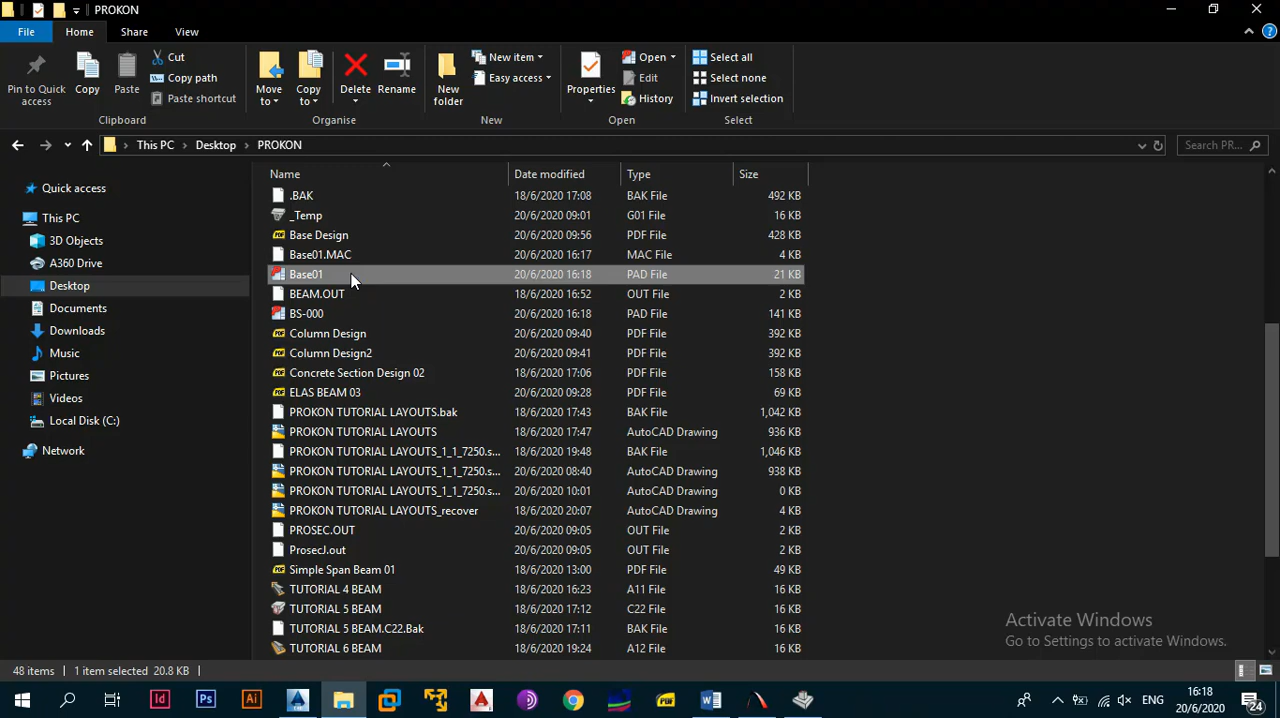 PROKON
File Home Share View
Pin to Quick access
Copy
Paste
Cut
Copy path
Paste shortcut
Clipboard
Move to
Copy to
Delete
Rename
Organise
New folder
New item
Easy access
New
Properties
Open
Edit
History
Open
Select all
Select none
Invert selection
Select
This PC Desktop PROKON
Search PR...
Quick access
This PC
3D Objects
A360 Drive
Desktop
Documents
Downloads
Music
Pictures
Videos
Local Disk (C:)
Network
Name Date modified Type Size
.BAK 18/6/2020 17:08 BAK File 492 KB
_Temp 20/6/2020 09:01 G01 File 16 KB
Base Design 20/6/2020 09:56 PDF File 428 KB
Base01.MAC 20/6/2020 16:17 MAC File 4 KB
Base01 20/6/2020 16:18 PAD File 21 KB
BEAM.OUT 18/6/2020 16:52 OUT File 2 KB
BS-000 20/6/2020 16:18 PAD File 141 KB
Column Design 20/6/2020 09:40 PDF File 392 KB
Column Design2 20/6/2020 09:41 PDF File 392 KB
Concrete Section Design 02 18/6/2020 17:06 PDF File 158 KB
ELAS BEAM 03 20/6/2020 09:28 PDF File 69 KB
PROKON TUTORIAL LAYOUTS.bak 18/6/2020 17:43 BAK File 1,042 KB
PROKON TUTORIAL LAYOUTS 18/6/2020 17:47 AutoCAD Drawing 936 KB
PROKON TUTORIAL LAYOUTS_1_1_7250.s... 18/6/2020 19:48 BAK File 1,046 KB
PROKON TUTORIAL LAYOUTS_1_1_7250.s... 20/6/2020 08:40 AutoCAD Drawing 938 KB
PROKON TUTORIAL LAYOUTS_1_1_7250.s... 20/6/2020 10:01 AutoCAD Drawing 0 KB
PROKON TUTORIAL LAYOUTS_recover 18/6/2020 20:07 AutoCAD Drawing 4 KB
PROSEC.OUT 20/6/2020 09:05 OUT File 2 KB
ProsecJ.out 20/6/2020 09:05 OUT File 2 KB
Simple Span Beam 01 18/6/2020 13:00 PDF File 49 KB
TUTORIAL 4 BEAM 18/6/2020 16:23 A11 File 16 KB
TUTORIAL 5 BEAM 18/6/2020 17:12 C22 File 16 KB
TUTORIAL 5 BEAM.C22.Bak 18/6/2020 17:11 BAK File 16 KB
TUTORIAL 6 BEAM 18/6/2020 19:24 A12 File 16 KB
Activate Windows
Go to Settings to activate Windows.
48 items 1 item selected 20.8 KB
Id Ps Ai
ENG
16:18
20/6/2020
24